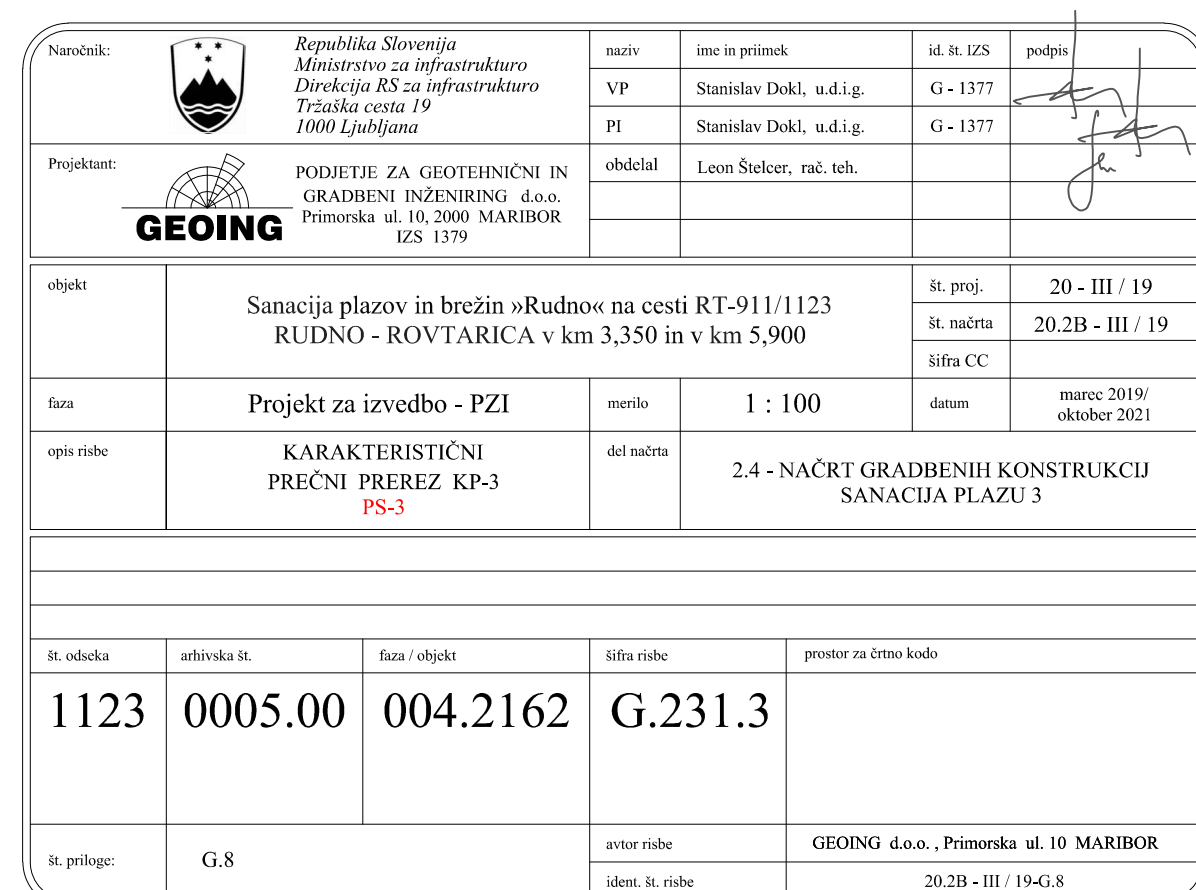 Naročnik:
Republika Slovenija
Ministrstvo za infrastrukturo
Direkcija RS za infrastrukturo
Tržaška cesta 19
1000 Ljubljana
naziv ime in priimek id. št. IZS podpis
VP Stanislav Dokl, u.d.i.g. G - 1377
PI Stanislav Dokl, u.d.i.g. G - 1377
obdelal Leon Štelcer, rač. teh.
Projektant:
GEOING
PODJETJE ZA GEOTEHNIČNI IN
GRADBENI INŽENIRING d.o.o.
Primorska ul. 10, 2000 MARIBOR
IZS 1379
objekt
Sanacija plazov in brežin »Rudno« na cesti RT-911/1123
RUDNO - ROVTARICA v km 3,350 in v km 5,900
št. proj. 20 - III / 19
št. načrta 20.2B - III / 19
šifra CC
faza Projekt za izvedbo - PZI merilo 1 : 100 datum marec 2019/
oktober 2021
opis risbe
KARAKTERISTIČNI
PREČNI PREREZ KP-3
PS-3
del načrta
2.4 - NAČRT GRADBENIH KONSTRUKCIJ
SANACIJA PLAZU 3
št. odseka arhivska št. faza / objekt šifra risbe prostor za črtno kodo
1123 0005.00 004.2162 G.231.3
št. priloge: G.8
avtor risbe GEOING d.o.o. , Primorska ul. 10 MARIBOR
ident. št. risbe 20.2B - III / 19-G.8